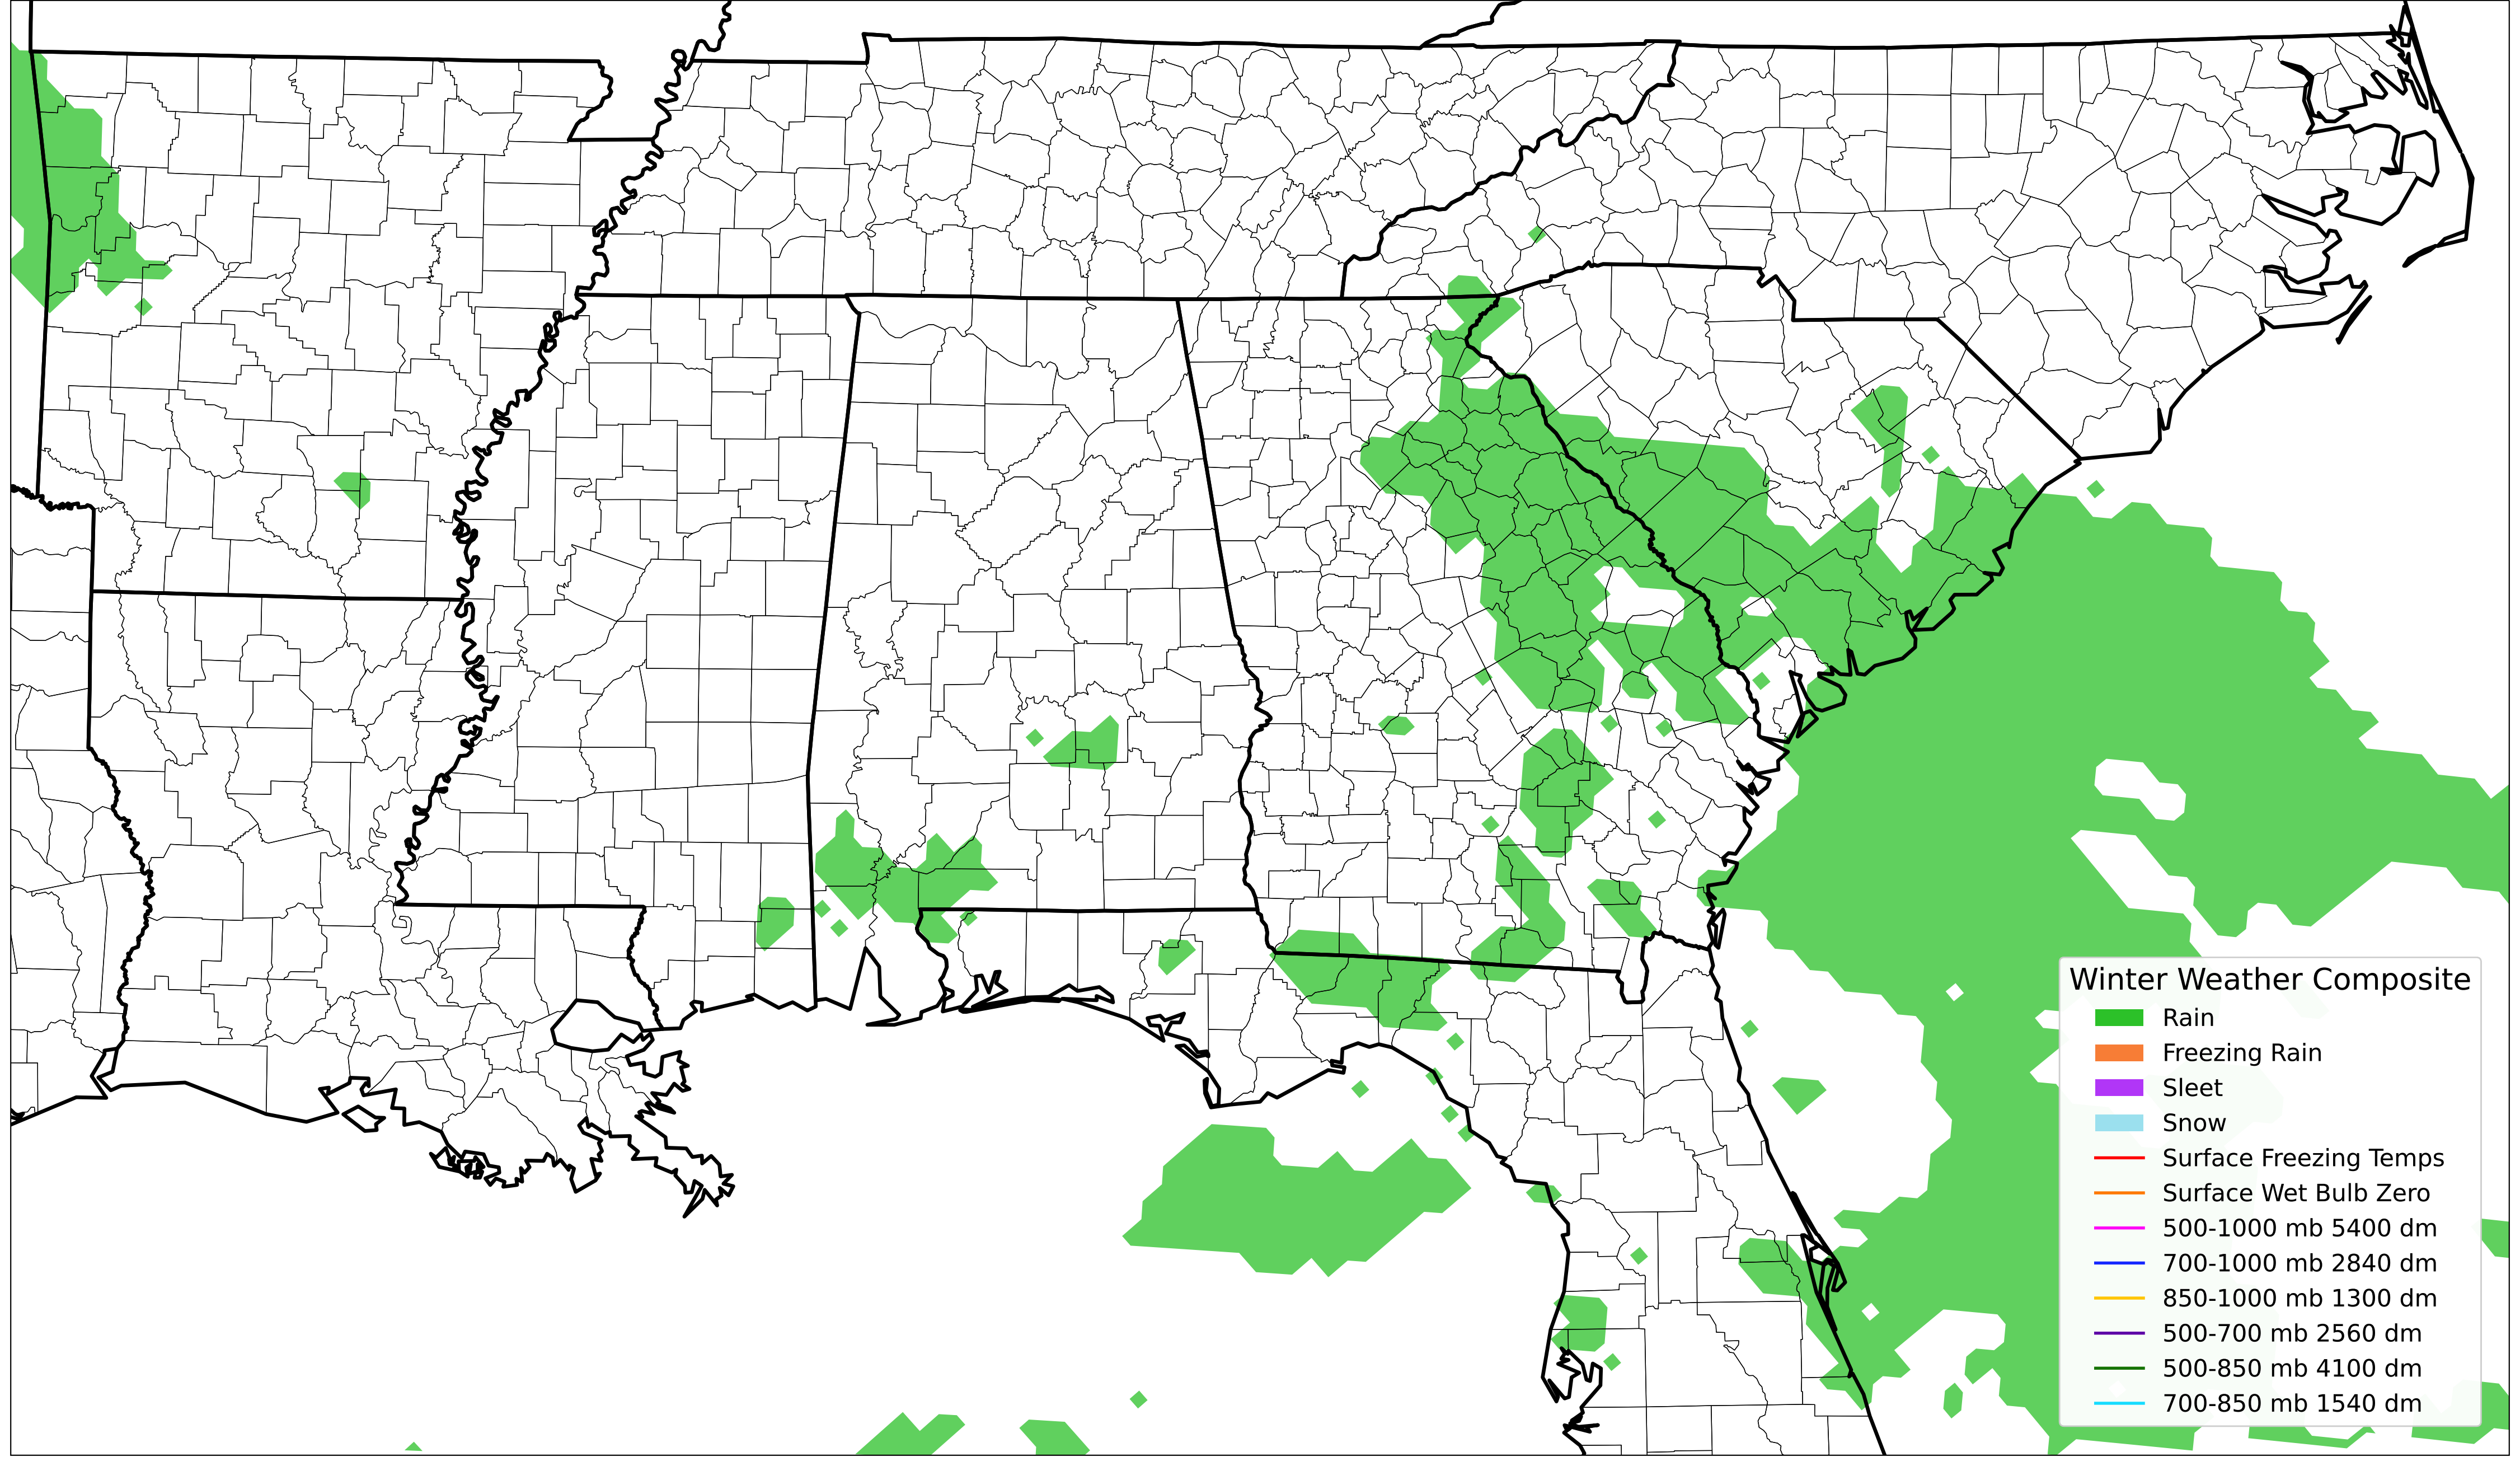 Winter Weather Composite
Rain
Freezing Rain
Sleet
Snow
Surface Freezing Temps
Surface Wet Bulb Zero
500-1000 mb 5400 dm
700-1000 mb 2840 dm
850-1000 mb 1300 dm
500-700 mb 2560 dm
500-850 mb 4100 dm
700-850 mb 1540 dm